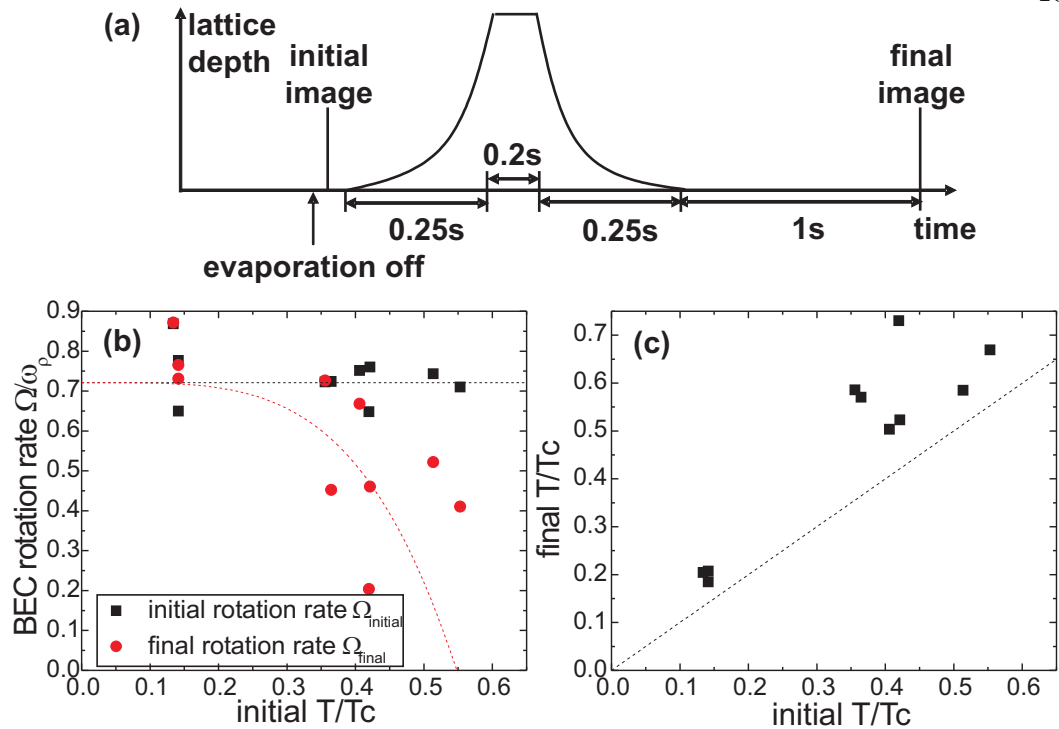 (a)
lattice
depth
initial
image
final
image
0.2s
0.25s
0.25s
1s
time
evaporation off
(b)
BEC rotation rate Ω/ωρ
0.9
0.8
0.7
0.6
0.5
0.4
0.3
0.2
0.1
0.0
initial rotation rate Ωinitial
final rotation rate Ωfinal
0.0 0.1 0.2 0.3 0.4 0.5 0.6
initial T/Tc
(c)
final T/Tc
0.7
0.6
0.5
0.4
0.3
0.2
0.1
0.0
0.0 0.1 0.2 0.3 0.4 0.5 0.6
initial T/Tc